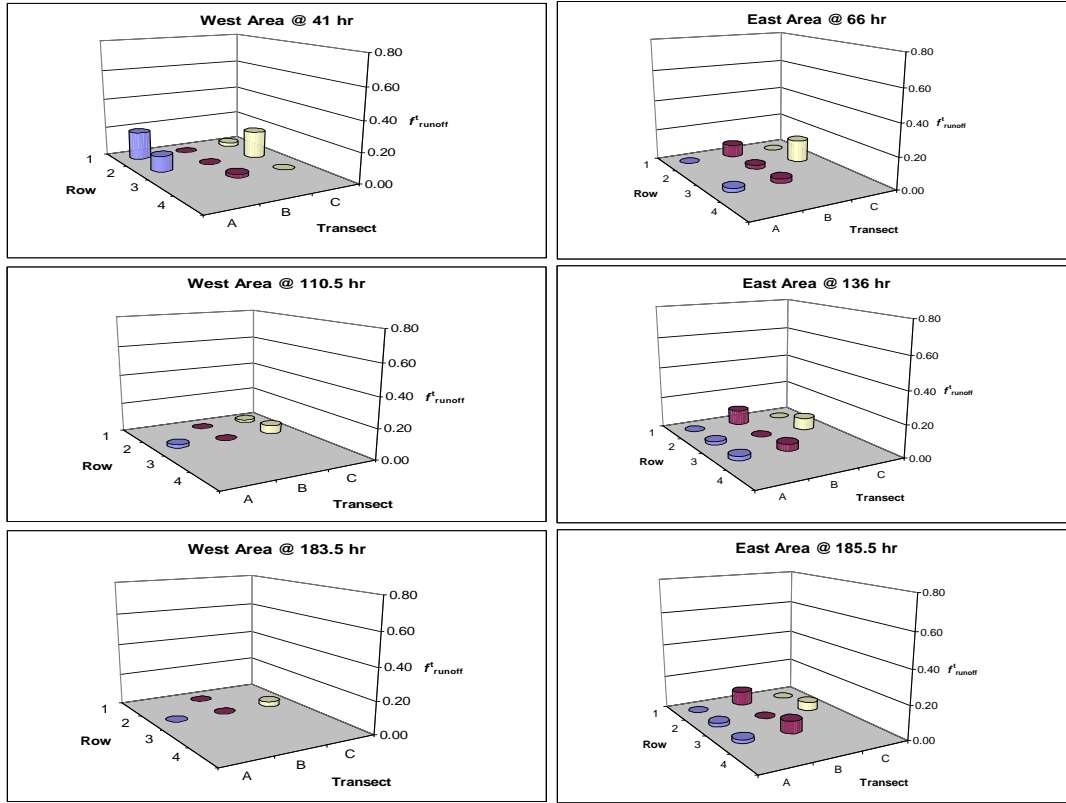 West Area @ 41 hr
0.80
0.60
0.40
0.20
0.00
fᵗrunoff
1
2
3
4
Row
A
B
C
Transect
East Area @ 66 hr
0.80
0.60
0.40
0.20
0.00
fᵗrunoff
1
2
3
4
Row
A
B
C
Transect
West Area @ 110.5 hr
0.80
0.60
0.40
0.20
0.00
fᵗrunoff
1
2
3
4
Row
A
B
C
Transect
East Area @ 136 hr
0.80
0.60
0.40
0.20
0.00
fᵗrunoff
1
2
3
4
Row
A
B
C
Transect
West Area @ 183.5 hr
0.80
0.60
0.40
0.20
0.00
fᵗrunoff
1
2
3
4
Row
A
B
C
Transect
East Area @ 185.5 hr
0.80
0.60
0.40
0.20
0.00
fᵗrunoff
1
2
3
4
Row
A
B
C
Transect